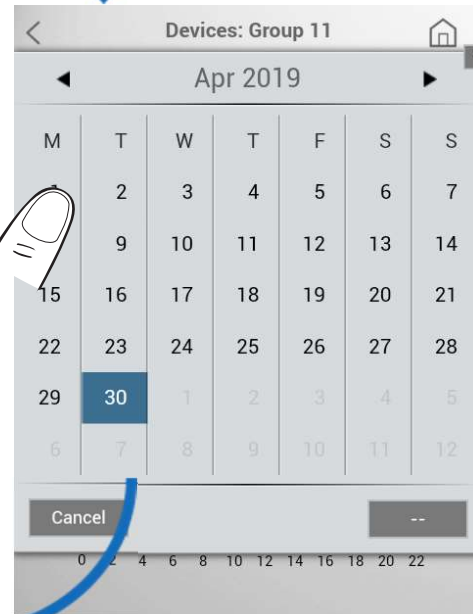 Devices: Group 11
Apr 2019
M T W T F S S
2 3 4 5 6 7
9 10 11 12 13 14
15 16 17 18 19 20 21
22 23 24 25 26 27 28
29 30 1 2 3 4 5
6 7 8 9 10 11 12
Cancel --
0 2 4 6 8 10 12 14 16 18 20 22